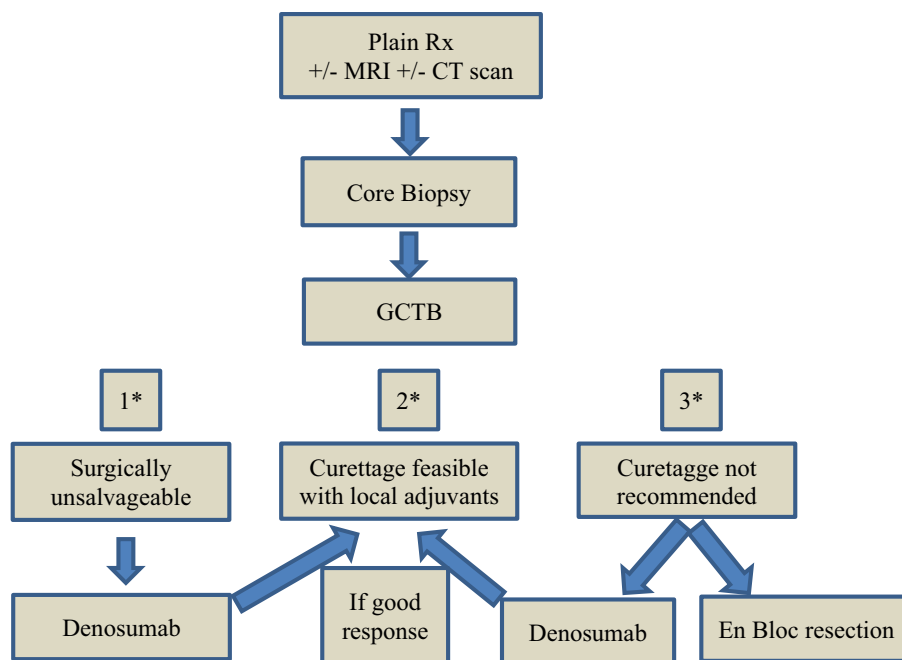 Plain Rx
+/- MRI +/- CT scan
Core Biopsy
GCTB
1*
2*
3*
Surgically
unsalvageable
Curettage feasible
with local adjuvants
Curetagge not
recommended
Denosumab
If good
response
Denosumab
En Bloc resection